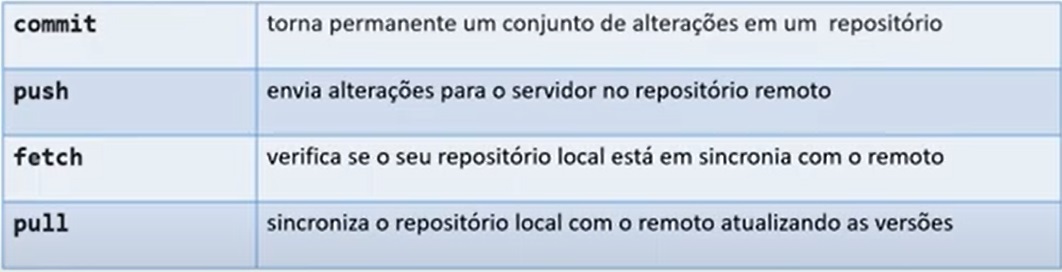 commit torna permanente um conjunto de alterações em um repositório
push envia alterações para o servidor no repositório remoto
fetch verifica se o seu repositório local está em sincronia com o remoto
pull sincroniza o repositório local com o remoto atualizando as versões